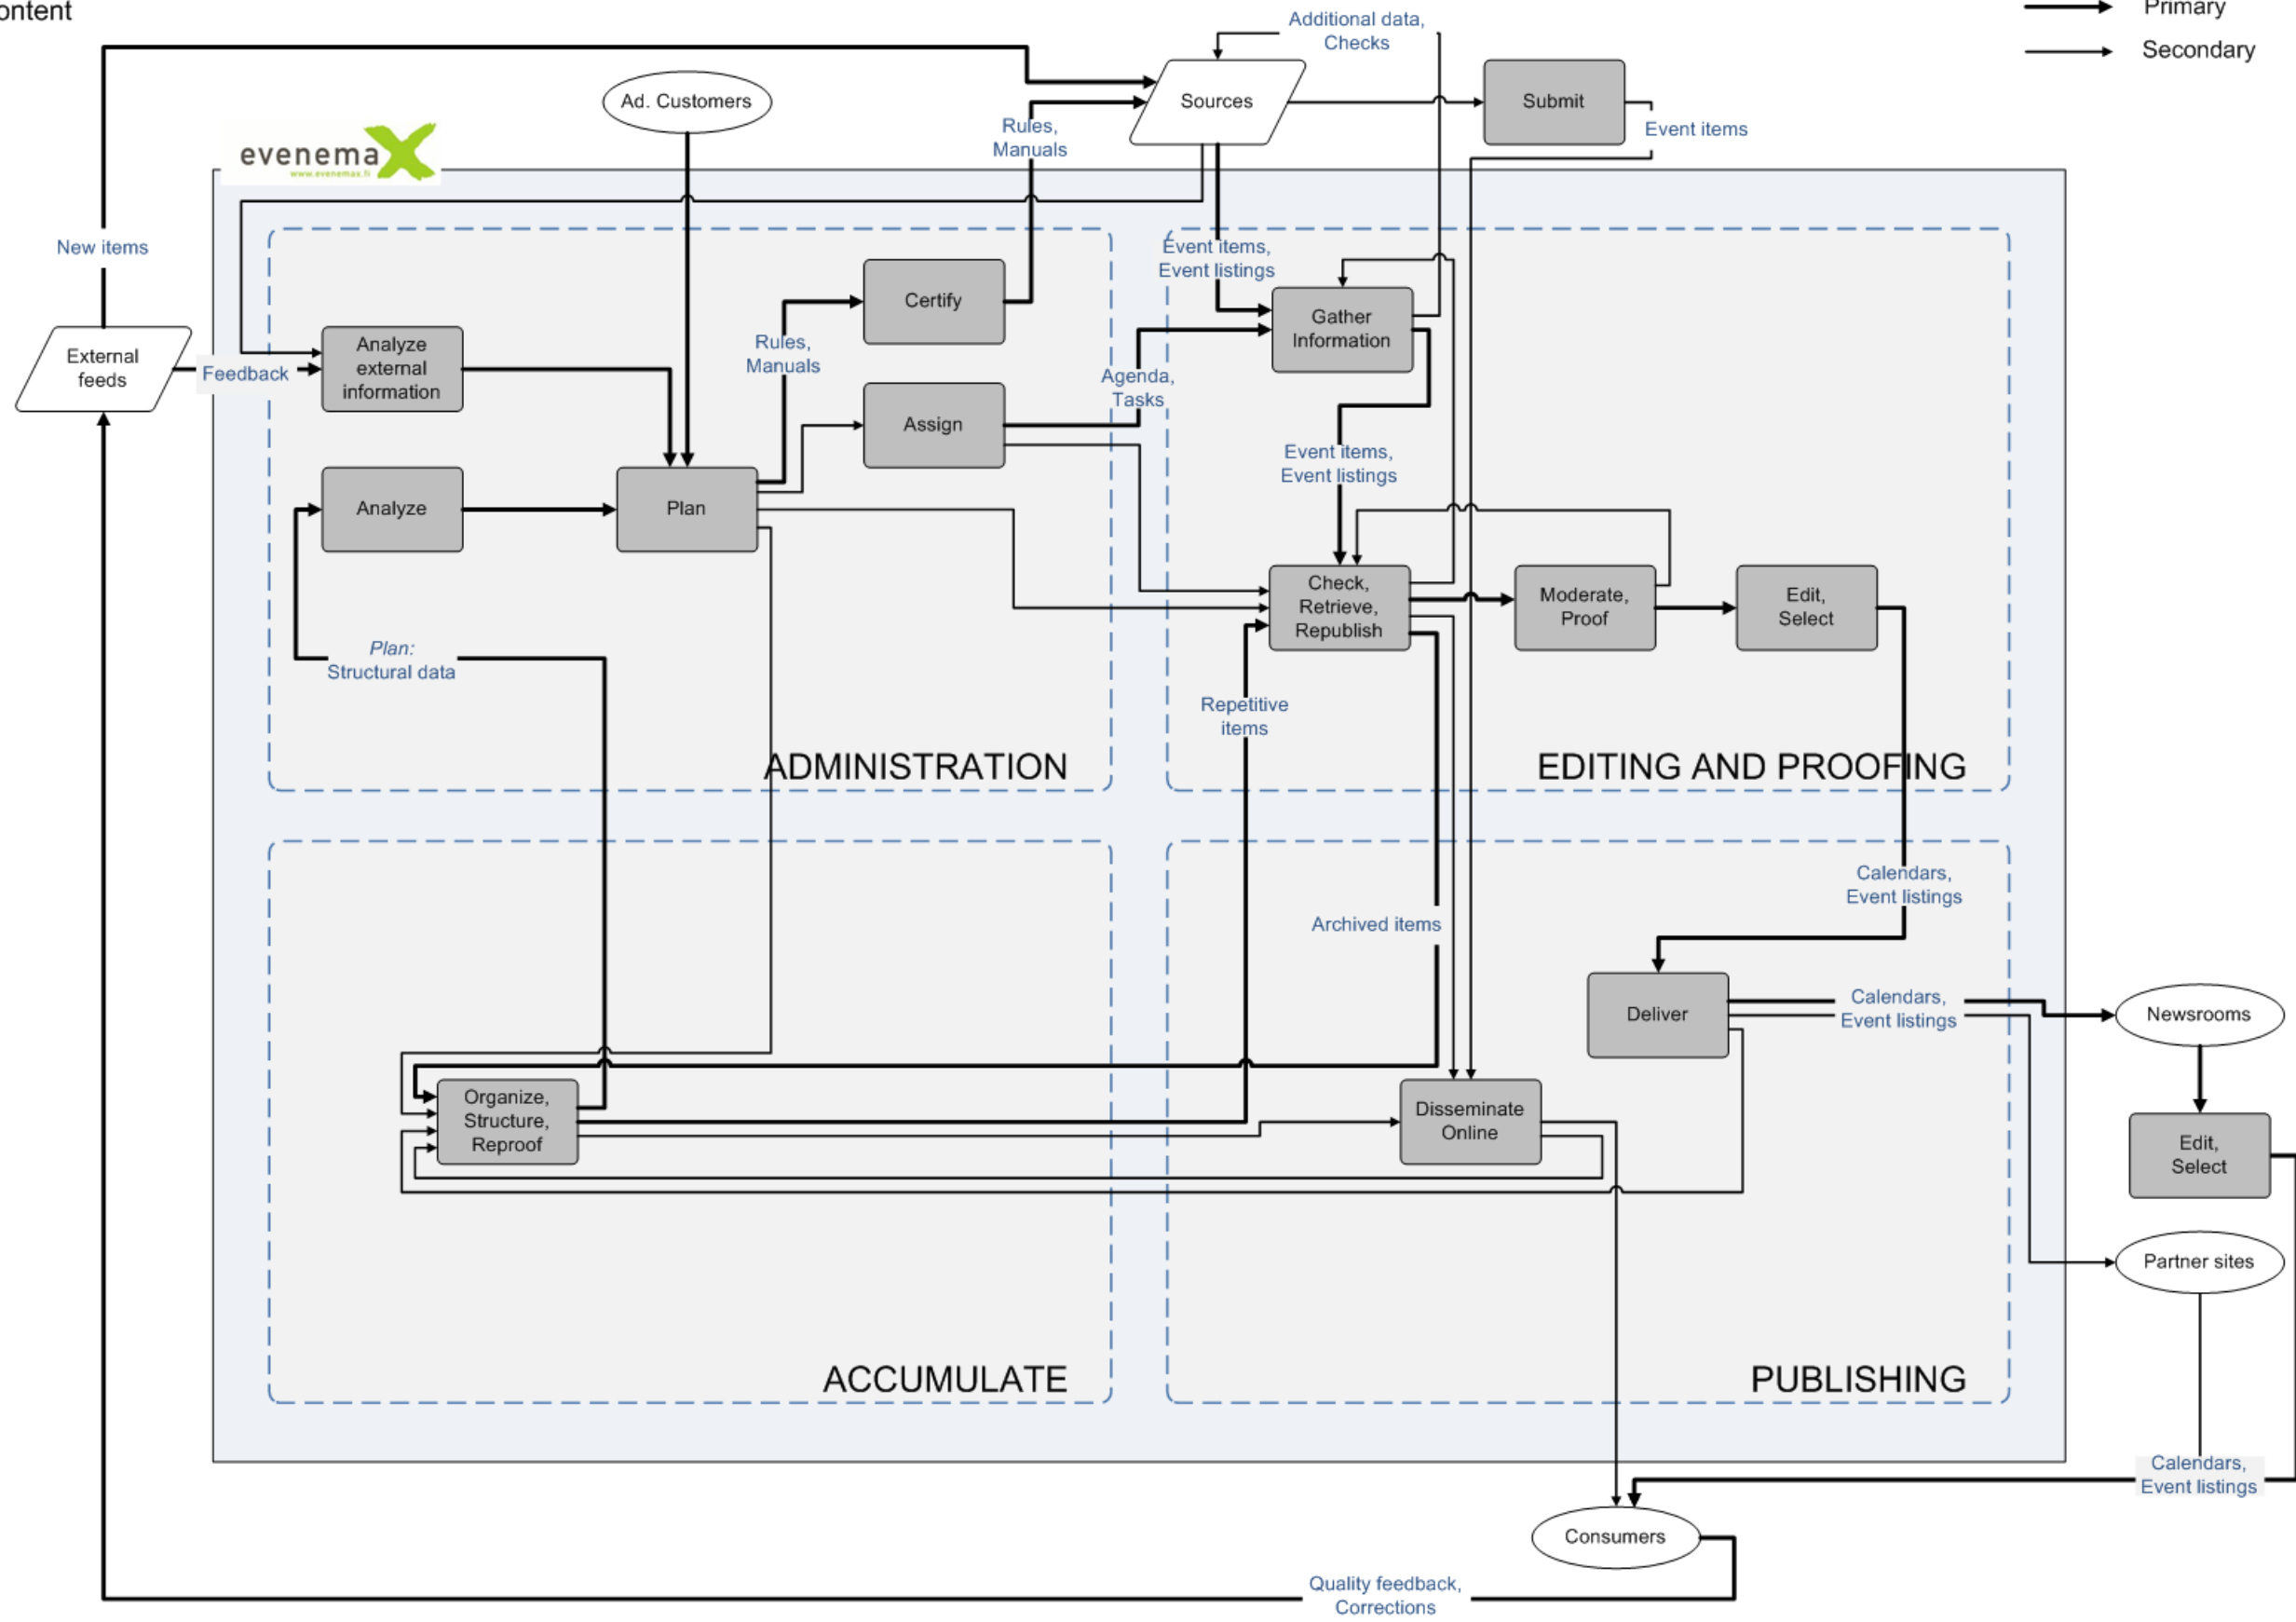 ontent
Primary
Secondary
Additional data,
Checks
Ad. Customers
Sources
Submit
Event items
Rules,
Manuals
evenemaX
www.evenemax.fi
New items
Event items,
Event listings
Certify
Gather
Information
External
feeds
Feedback
Analyze
external
information
Rules,
Manuals
Agenda,
Tasks
Assign
Event items,
Event listings
Analyze
Plan
Check,
Retrieve,
Republish
Moderate,
Proof
Edit,
Select
Plan:
Structural data
Repetitive
items
ADMINISTRATION
EDITING AND PROOFING
Calendars,
Event listings
Archived items
Deliver
Calendars,
Event listings
Newsrooms
Organize,
Structure,
Reproof
Disseminate
Online
Edit,
Select
Partner sites
ACCUMULATE
PUBLISHING
Calendars,
Event listings
Consumers
Quality feedback,
Corrections